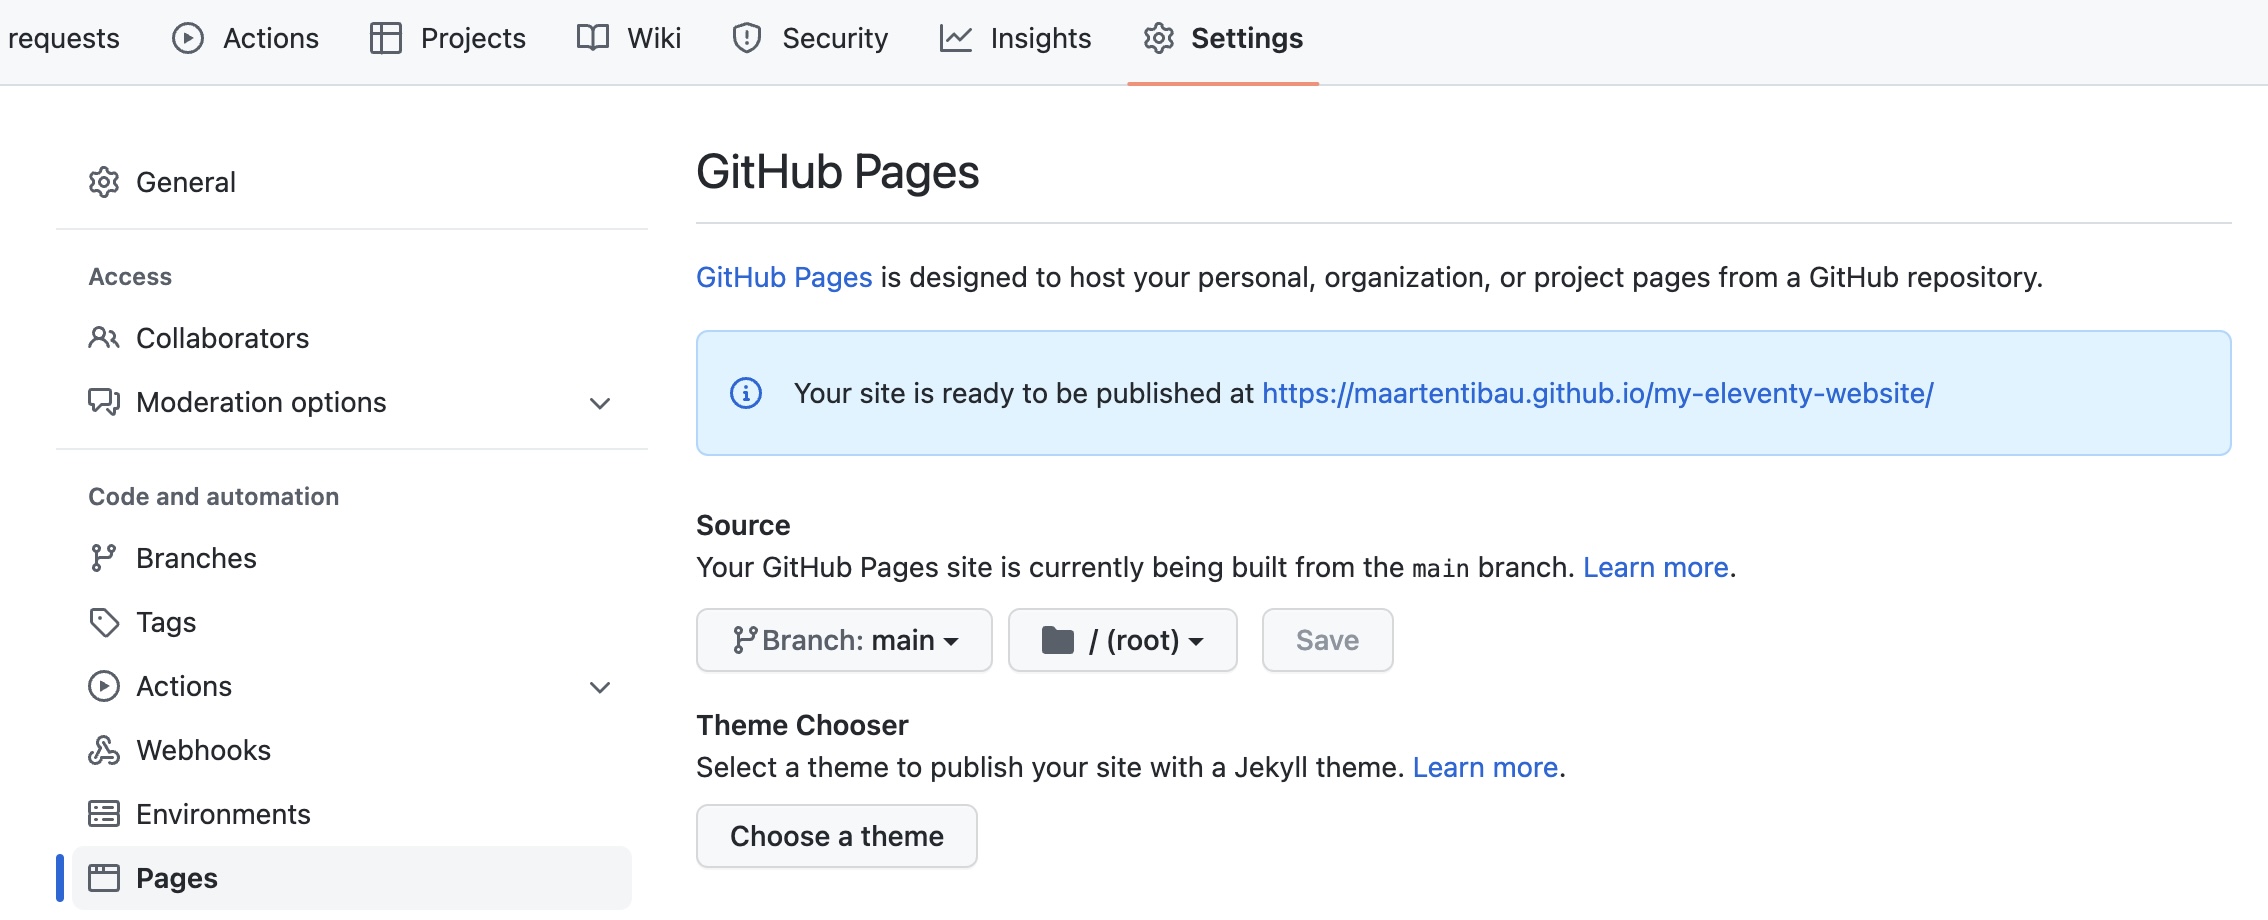 requests Actions Projects Wiki Security Insights Settings
General
Access
Collaborators
Moderation options
Code and automation
Branches
Tags
Actions
Webhooks
Environments
Pages
GitHub Pages
GitHub Pages is designed to host your personal, organization, or project pages from a GitHub repository.
Your site is ready to be published at https://maartentibau.github.io/my-eleventy-website/
Source
Your GitHub Pages site is currently being built from the main branch. Learn more.
Branch: main / (root) Save
Theme Chooser
Select a theme to publish your site with a Jekyll theme. Learn more.
Choose a theme